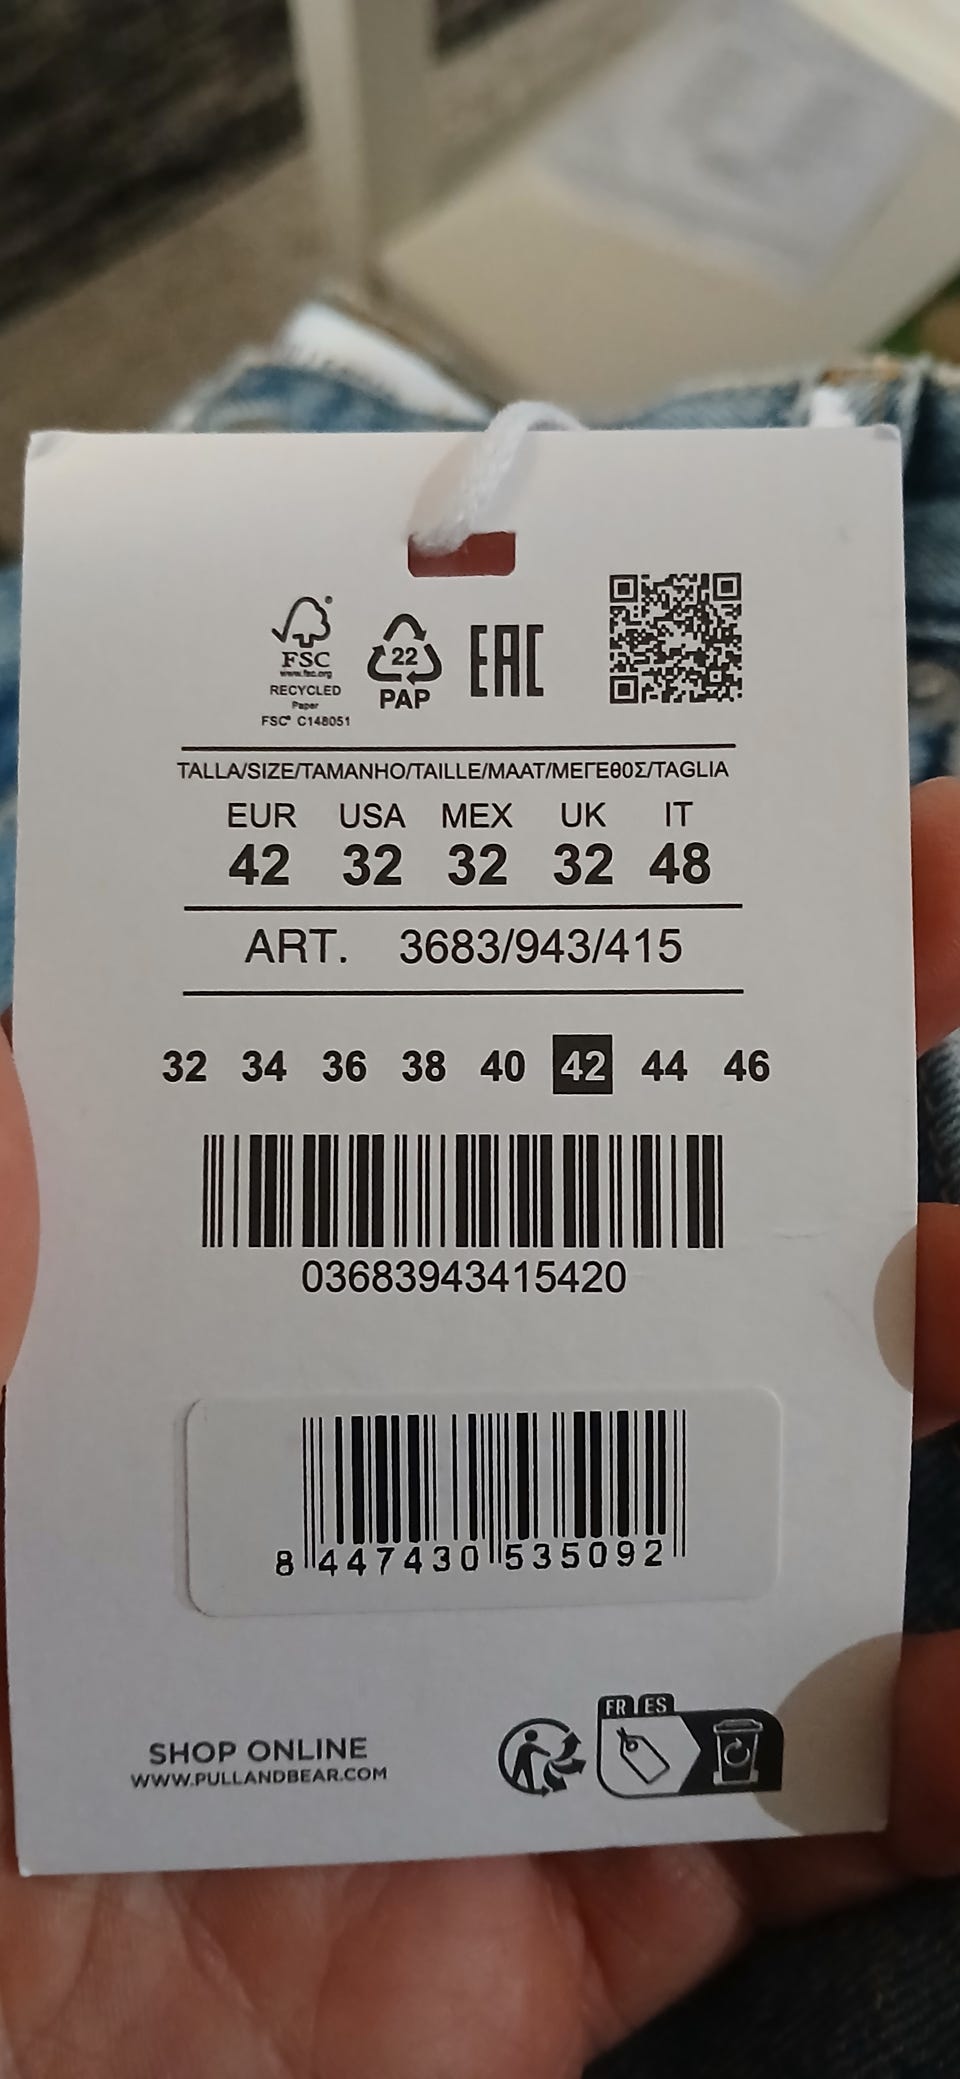 FSC®
www.fsc.org
RECYCLED
Paper
FSC® C148051
22
PAP
EAC
TALLA/SIZE/TAMANHO/TAILLE/MAAT/ΜΕΓΕΘΟΣ/TAGLIA
EUR USA MEX UK IT
42 32 32 32 48
ART. 3683/943/415
32 34 36 38 40 42 44 46
03683943415420
8 447430 535092
FR ES
SHOP ONLINE
WWW.PULLANDBEAR.COM